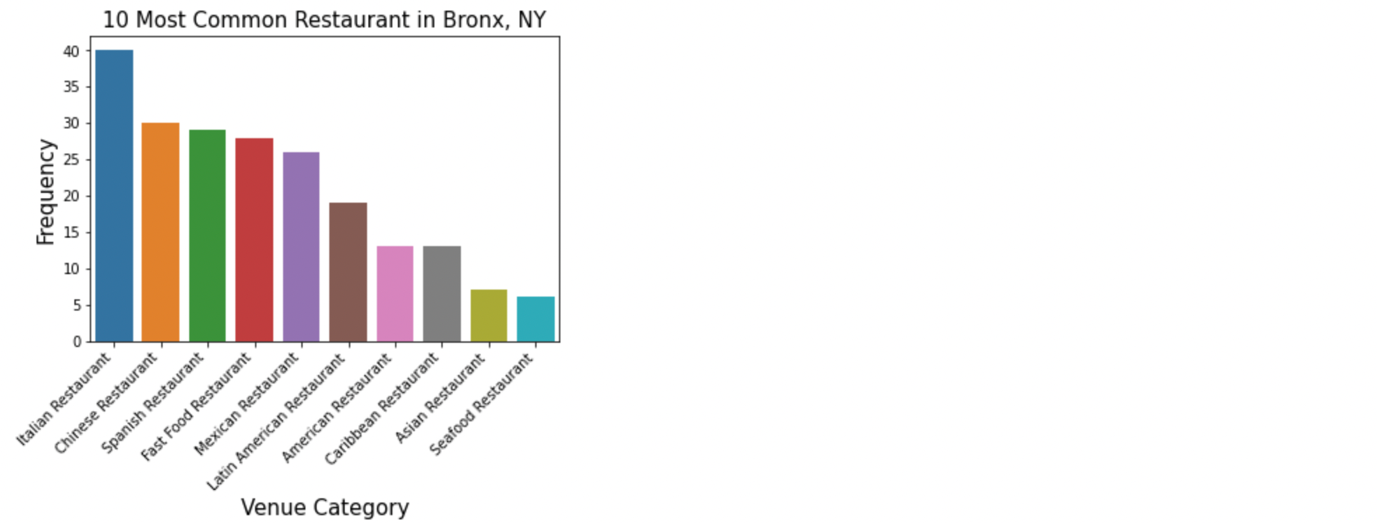 10 Most Common Restaurant in Bronx, NY
Frequency
40
35
30
25
20
15
10
5
0
Italian Restaurant
Chinese Restaurant
Spanish Restaurant
Fast Food Restaurant
Mexican Restaurant
Latin American Restaurant
American Restaurant
Caribbean Restaurant
Asian Restaurant
Seafood Restaurant
Venue Category